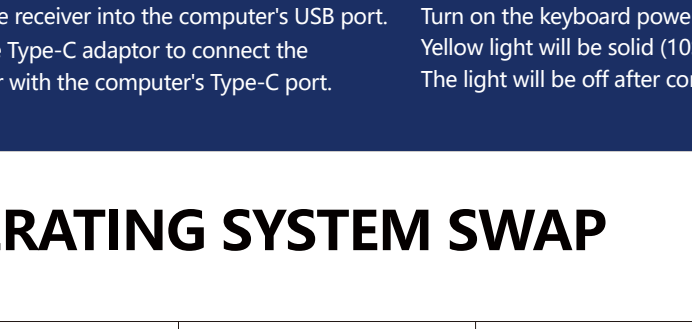 e receiver into the computer's USB port.
Type-C adaptor to connect the
with the computer's Type-C port.
Turn on the keyboard powe
Yellow light will be solid (10
The light will be off after co
ERATING SYSTEM SWAP